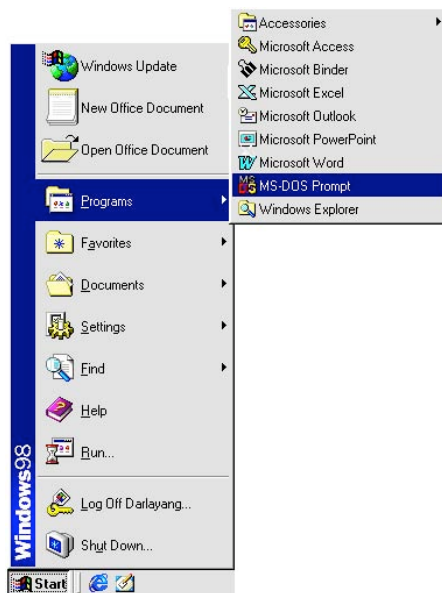 Windows Update
New Office Document
Open Office Document
Programs
Favorites
Documents
Settings
Find
Help
Run...
Log Off Darlayang...
Shut Down...
Windows98
Start
Accessories
Microsoft Access
Microsoft Binder
Microsoft Excel
Microsoft Outlook
Microsoft PowerPoint
Microsoft Word
MS-DOS Prompt
Windows Explorer